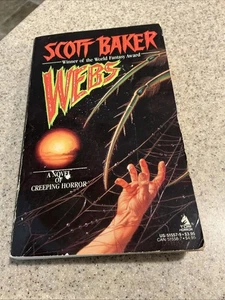 SCOTT BAKER
Winner of the World Fantasy Award
WEBS
A NOVEL
OF
CREEPING HORROR